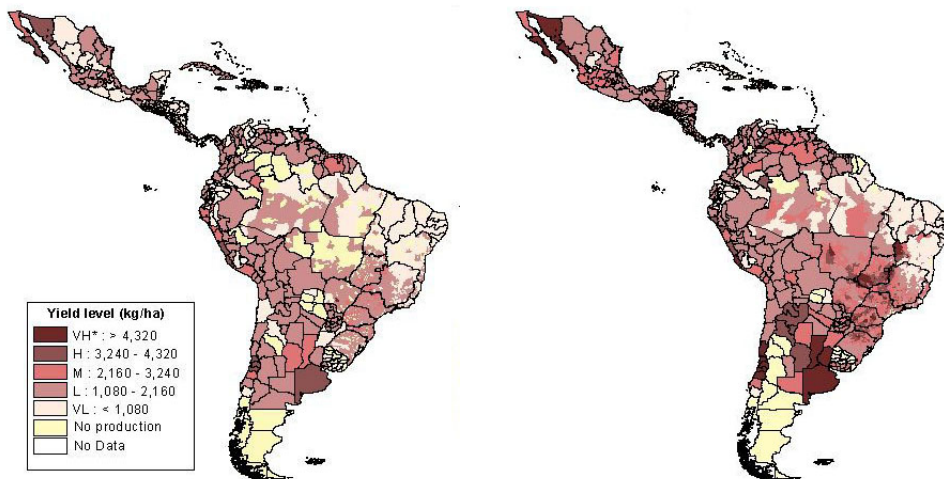 Yield level (kg/ha)
VH* : > 4,320
H : 3,240 - 4,320
M : 2,160 - 3,240
L : 1,080 - 2,160
VL : < 1,080
No production
No Data